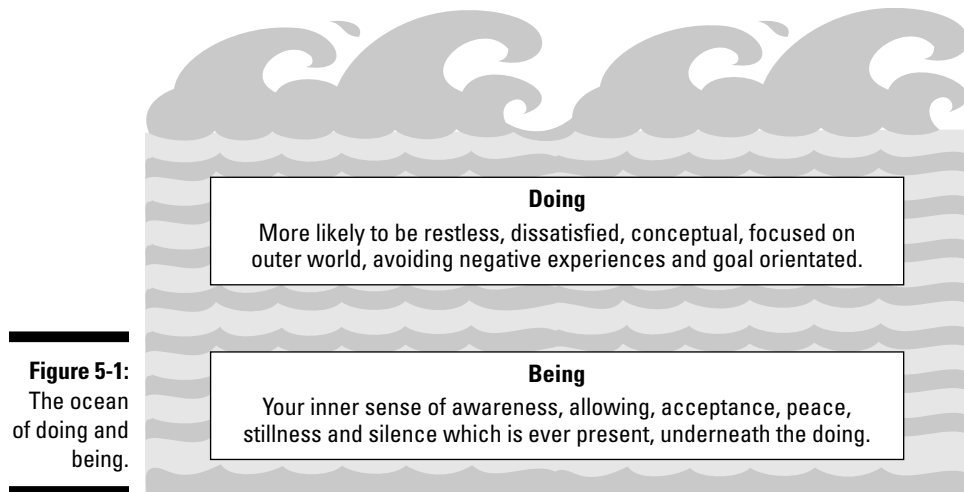 Doing
More likely to be restless, dissatisfied, conceptual, focused on
outer world, avoiding negative experiences and goal orientated.
Being
Your inner sense of awareness, allowing, acceptance, peace,
stillness and silence which is ever present, underneath the doing.
Figure 5-1:
The ocean
of doing and
being.